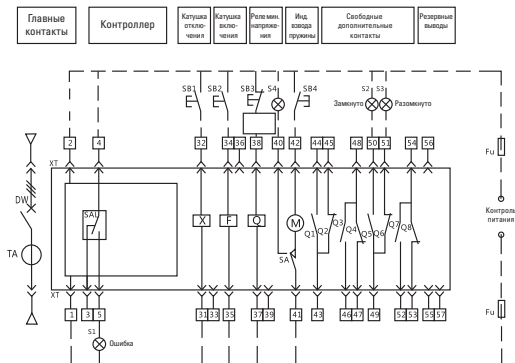 Главные контакты
Контроллер
Катушка отклю- чения
Катушка вклю- чения
Реле мин. напряже- ния
Инд. взвода пружины
Свободные дополнительные контакты
Резервные выводы
SB1 SB2 SB3 S4 SB4 S2 S3
Замкнуто Разомкнуто
2 4 32 34 36 38 40 42 44 45 48 50 51 54 56
Fu
XT
DW
SAL
X F Q M
Q1 Q2 Q3 Q4 Q5 Q6 Q7 Q8
Контроль питания
TA
SA
XT
1 3 5 31 33 35 37 39 41 43 46 47 49 52 53 55 57
Fu
S1
Ошибка